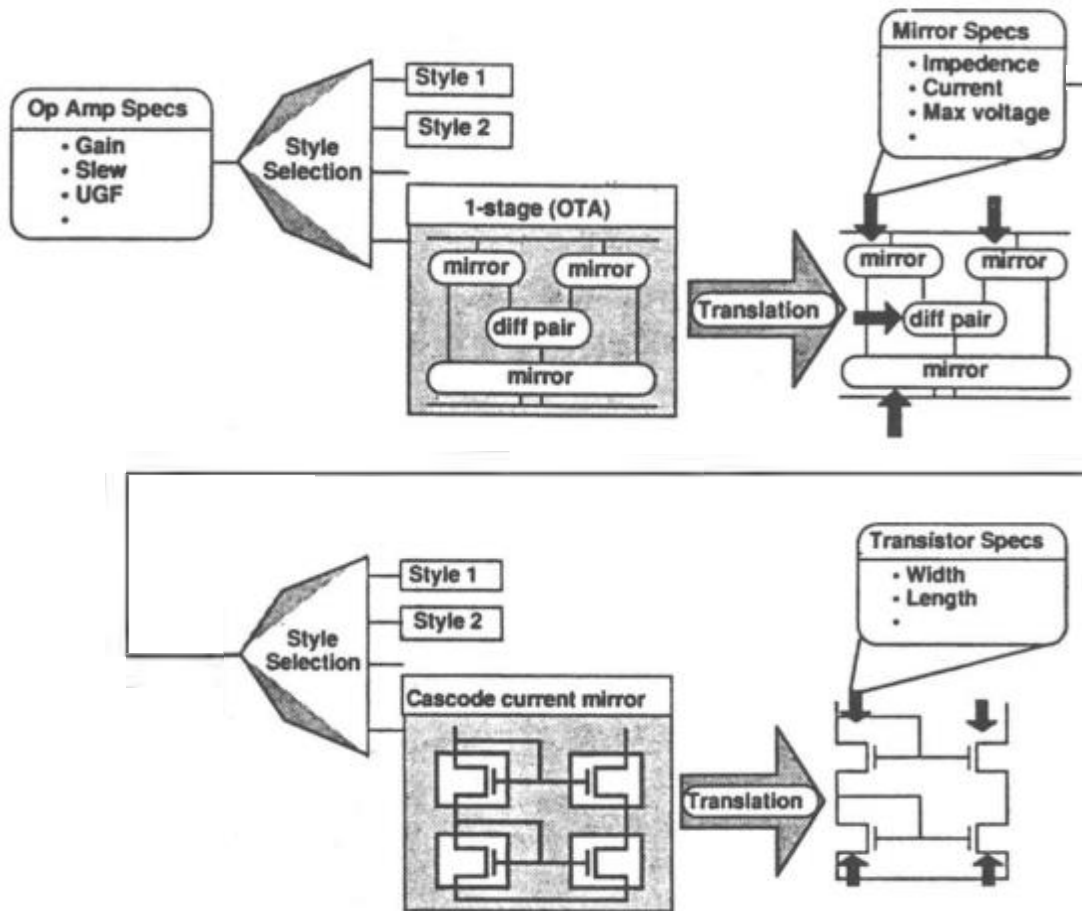 Op Amp Specs
• Gain
• Slew
• UGF
•
Style
Selection
Style 1
Style 2
1-stage (OTA)
mirror
mirror
diff pair
mirror
Translation
Mirror Specs
• Impedence
• Current
• Max voltage
•
mirror
mirror
diff pair
mirror
Style
Selection
Style 1
Style 2
Cascode current mirror
Translation
Transistor Specs
• Width
• Length
•